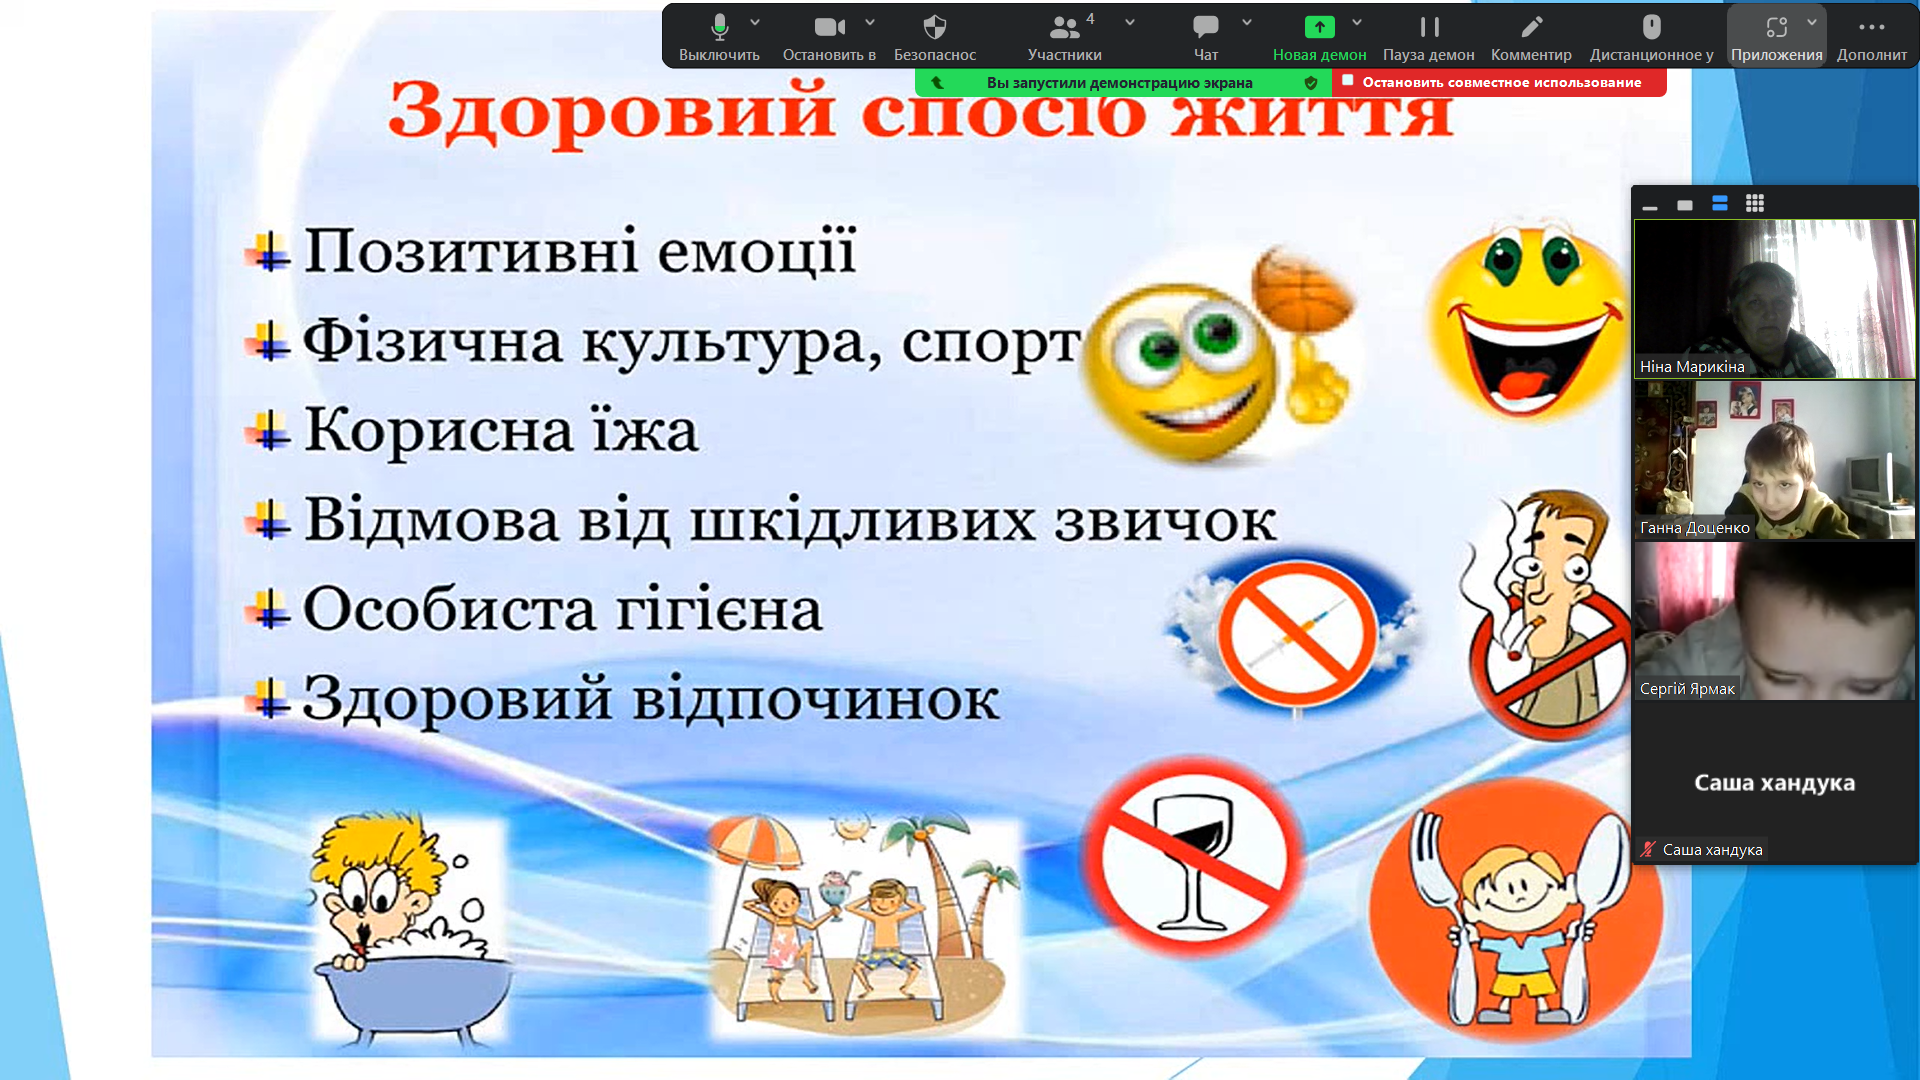 Выключить
Остановить в
Безопаснос
4
Участники
Чат
Новая демон
Пауза демон
Комментир
Дистанционное у
Приложения
Дополнит
Вы запустили демонстрацию экрана
Остановить совместное использование
Здоровий спосіб життя
Позитивні емоції
Фізична культура, спорт
Корисна їжа
Відмова від шкідливих звичок
Особиста гігієна
Здоровий відпочинок
Ніна Марикіна
Ганна Доценко
Сергій Ярмак
Саша хандука
Саша хандука